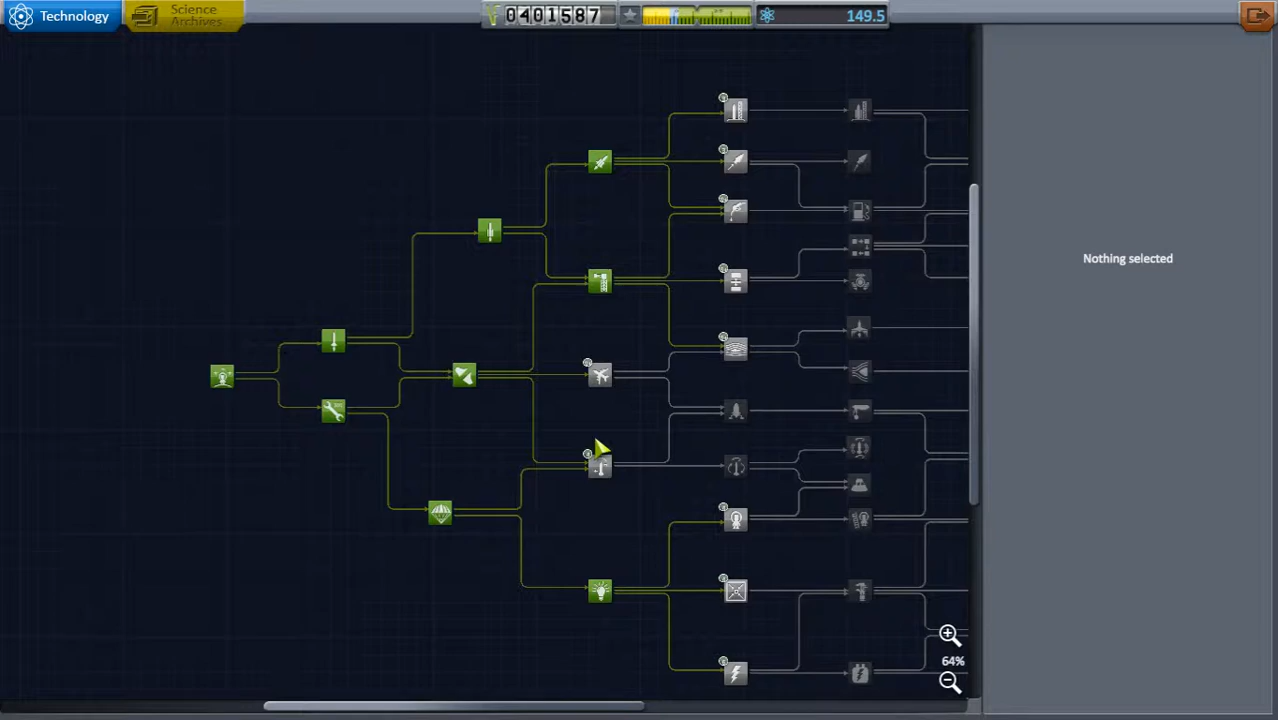 Technology
Science
Archives
0401587
149.5
Nothing selected
64%